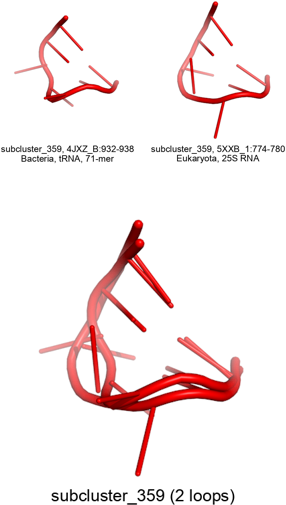 subcluster_359, 4JXZ_B:932-938
Bacteria, tRNA, 71-mer
subcluster_359, 5XXB_1:774-780
Eukaryota, 25S RNA
subcluster_359 (2 loops)